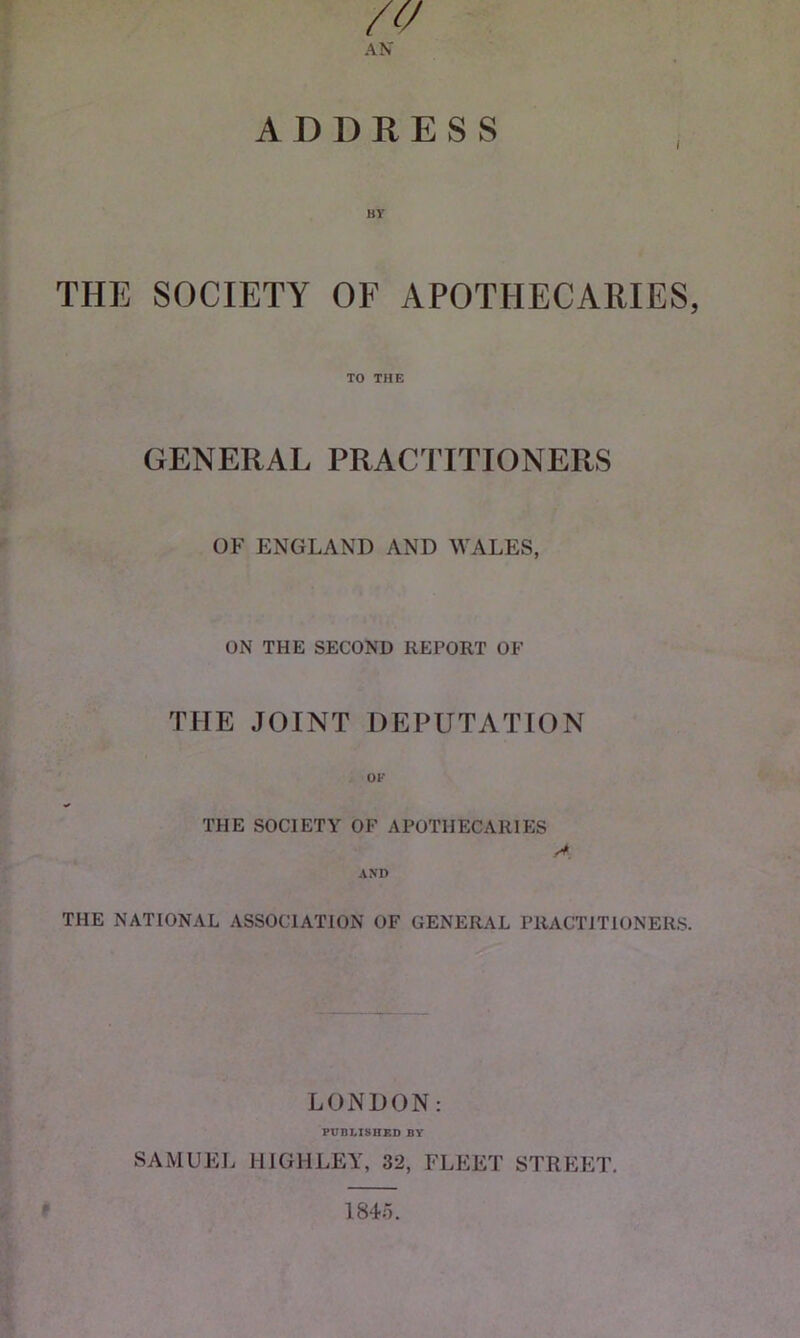 10
AN
ADDRESS
BY
THE SOCIETY OF APOTHECARIES,
TO THE
GENERAL PRACTITIONERS
OF ENGLAND AND WALES,
ON THE SECOND REPORT OF
THE JOINT DEPUTATION
OF
THE SOCIETY OF APOTHECARIES
AND
THE NATIONAL ASSOCIATION OF GENERAL PRACTITIONERS.
LONDON:
PUBLISHED BY
SAMUEL HIGHLEY, 32, FLEET STREET.
1845.